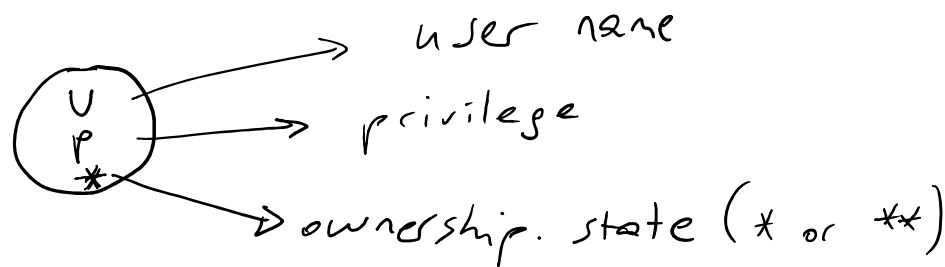 user name
U
P
privilege
*
ownership. state (* or **)